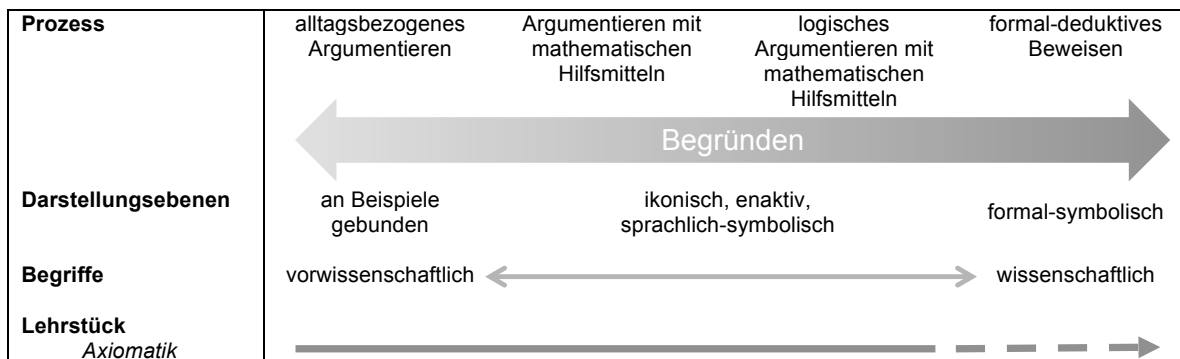 Prozess
alltagsbezogenes
Argumentieren
Argumentieren mit
mathematischen
Hilfsmitteln
logisches
Argumentieren mit
mathematischen
Hilfsmitteln
formal-deduktives
Beweisen
Begründen
Darstellungsebenen
an Beispiele
gebunden
ikonisch, enaktiv,
sprachlich-symbolisch
formal-symbolisch
Begriffe
vorwissenschaftlich
wissenschaftlich
Lehrstück
Axiomatik